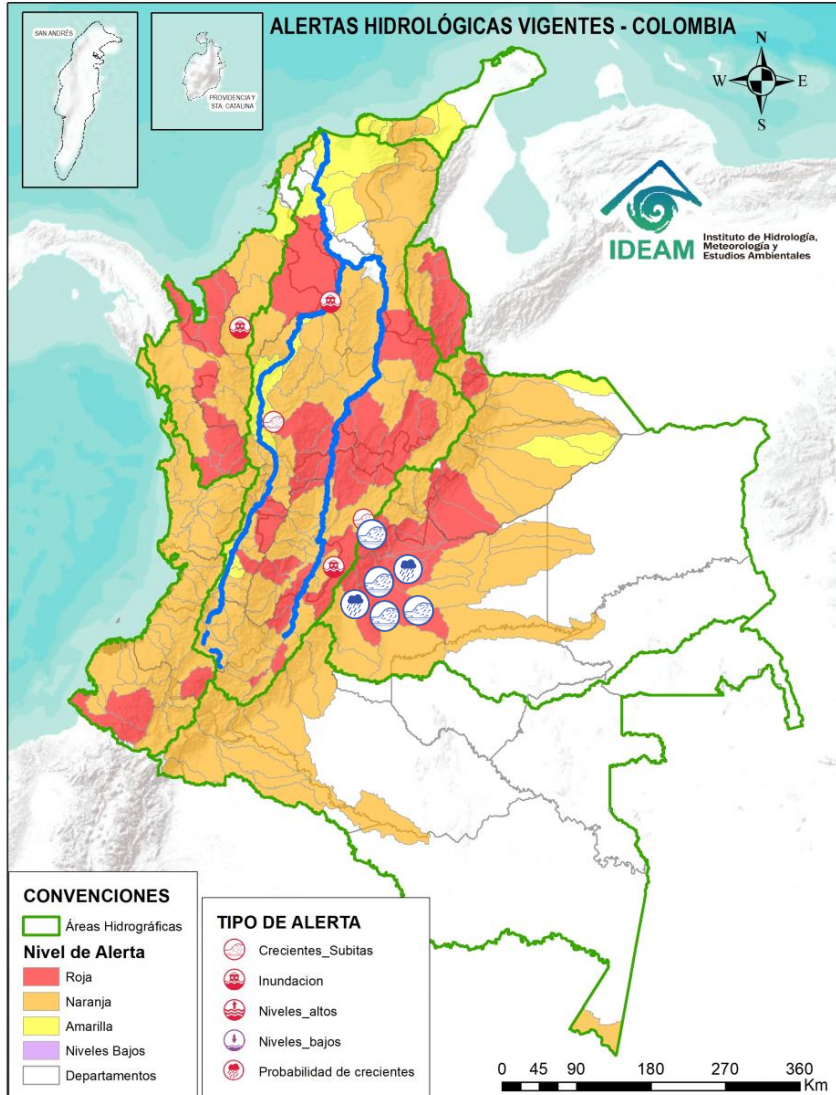 ALERTAS HIDROLÓGICAS VIGENTES - COLOMBIA
SAN ANDRÉS
PROVIDENCIA Y
STA. CATALINA
N
W
E
S
IDEAM
Instituto de Hidrología,
Meteorología y
Estudios Ambientales
CONVENCIONES
Áreas Hidrográficas
Nivel de Alerta
Roja
Naranja
Amarilla
Niveles Bajos
Departamentos
TIPO DE ALERTA
Crecientes_Subitas
Inundacion
Niveles_altos
Niveles_bajos
Probabilidad de crecientes
0 45 90 180 270 360
Km